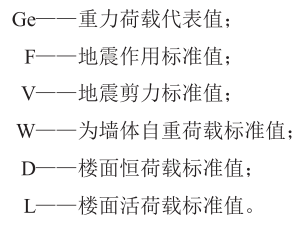 Ge——重力荷载代表值；
F——地震作用标准值；
V——地震剪力标准值；
W——为墙体自重荷载标准值；
D——楼面恒荷载标准值；
L——楼面活荷载标准值。